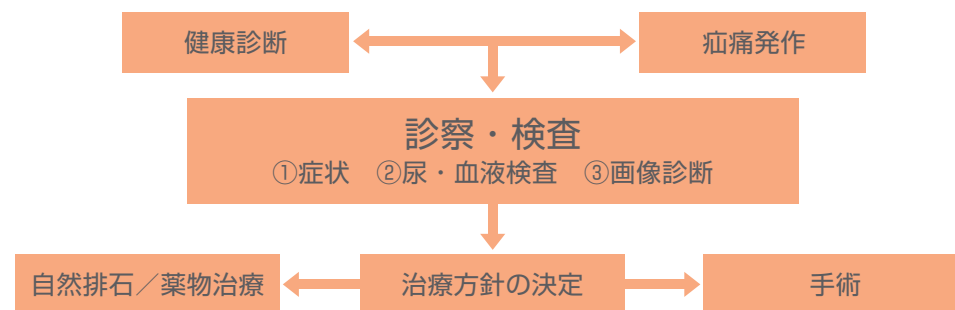 健康診断
疝痛発作
診察・検査
①症状　②尿・血液検査　③画像診断
自然排石／薬物治療
治療方針の決定
手術